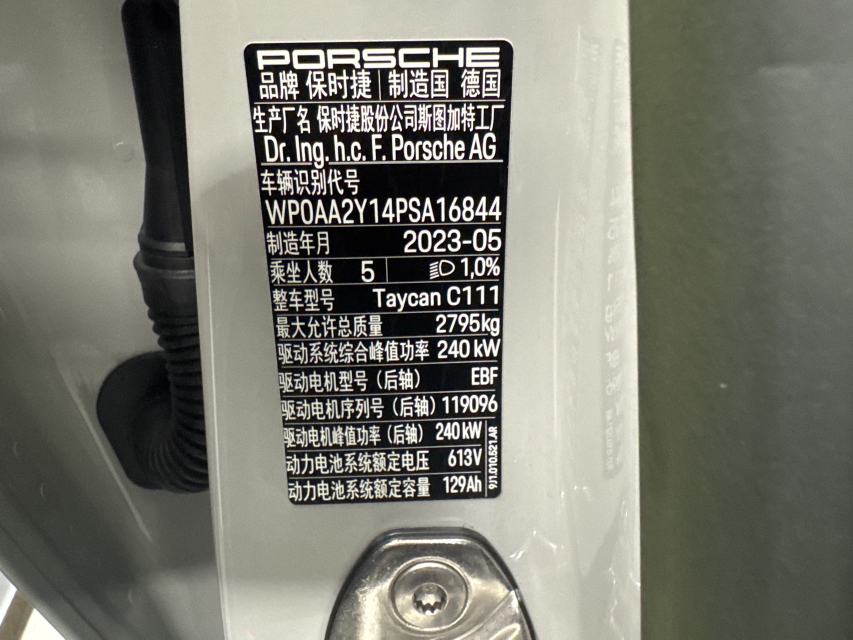 PORSCHE
品牌 保时捷 制造国 德国
生产厂名 保时捷股份公司斯图加特工厂
Dr. Ing. h.c. F. Porsche AG
车辆识别代号
WP0AA2Y14PSA16844
制造年月 2023-05
乘坐人数 5 1,0%
整车型号 Taycan C111
最大允许总质量 2795kg
驱动系统综合峰值功率 240 kW
驱动电机型号（后轴） EBF
驱动电机序列号（后轴） 119096
驱动电机峰值功率（后轴） 240 kW
动力电池系统额定电压 613V
动力电池系统额定容量 129Ah
9J1.010.521.AR